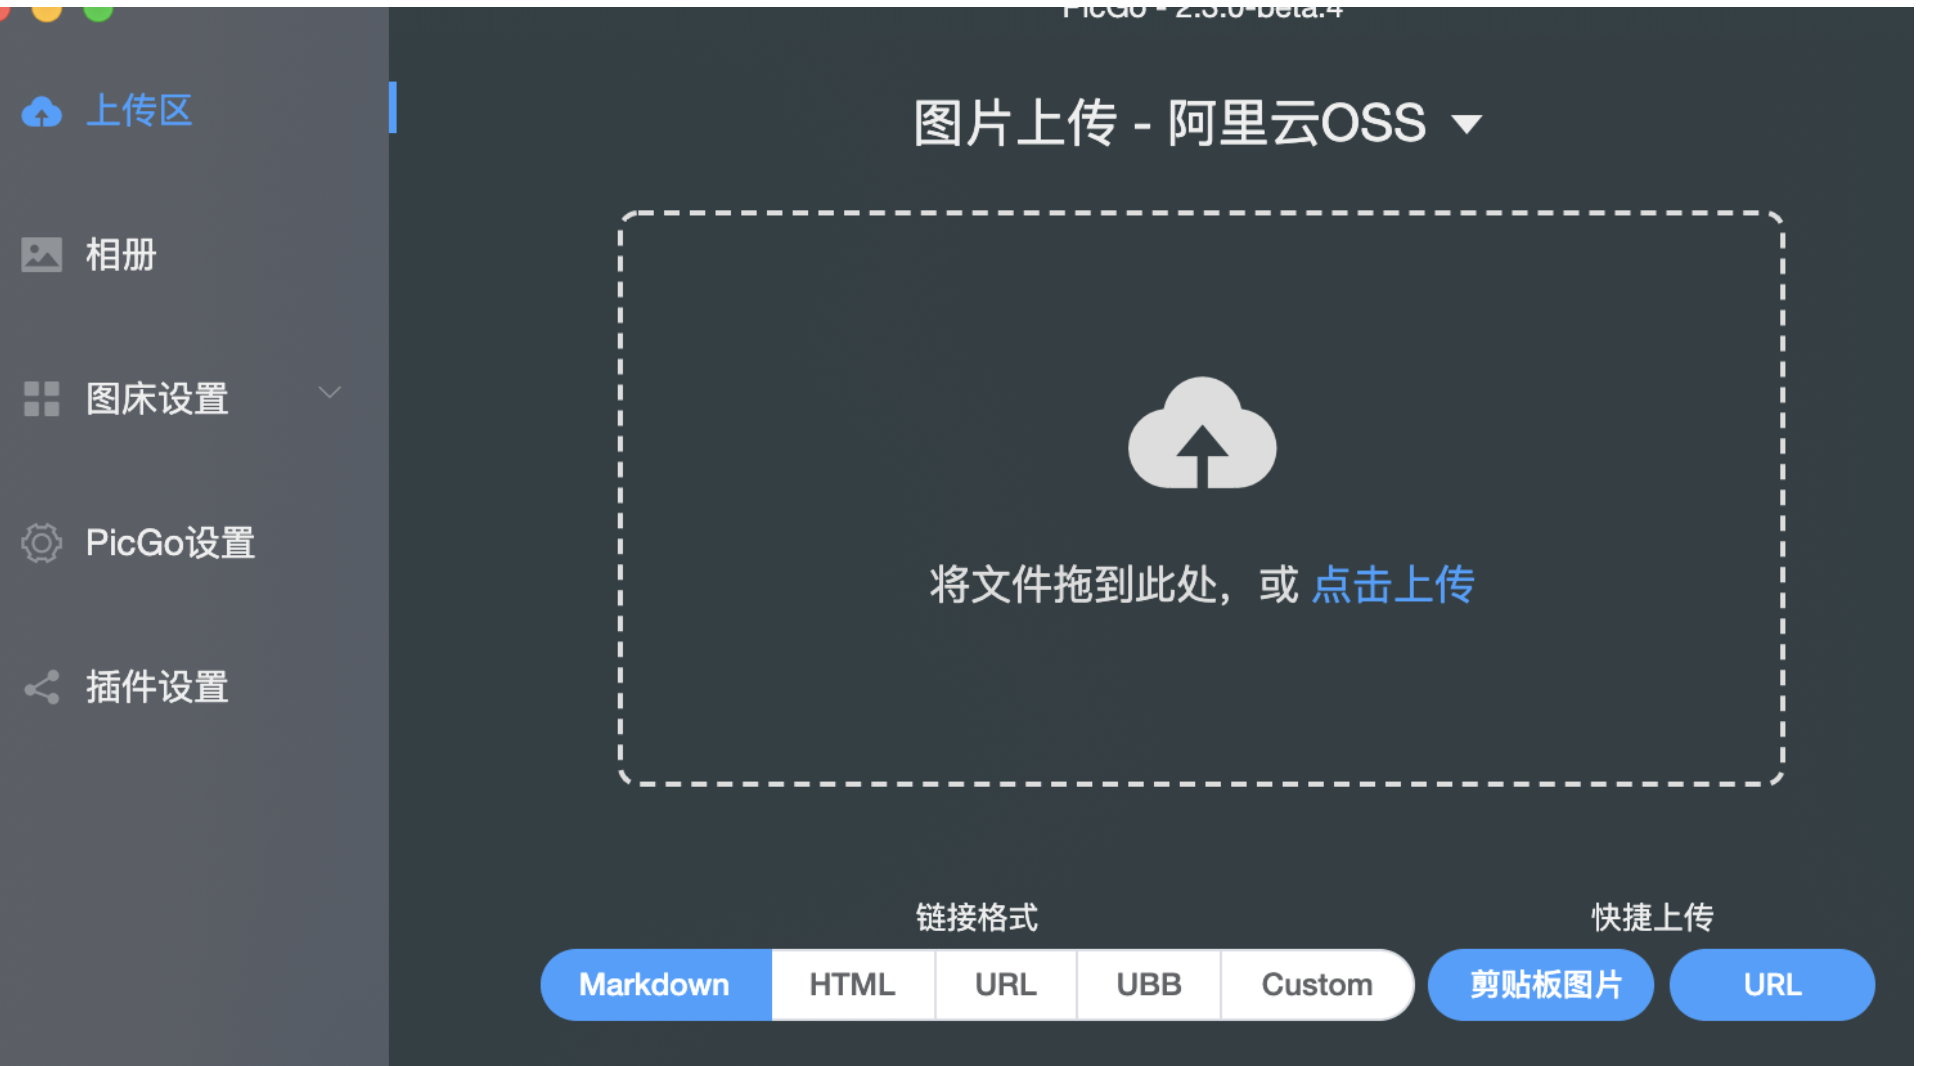 PicGo - 2.3.0-beta.4
上传区
相册
图床设置
PicGo设置
插件设置
图片上传 - 阿里云OSS
将文件拖到此处，或 点击上传
链接格式
Markdown HTML URL UBB Custom
快捷上传
剪贴板图片 URL